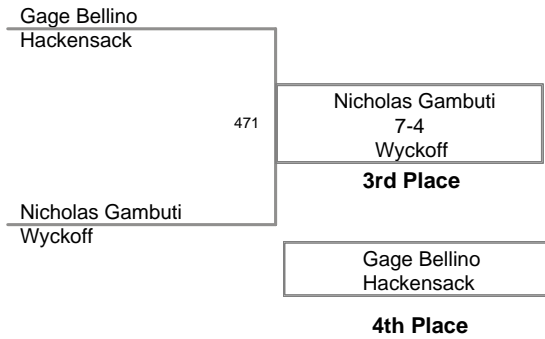 Gage Bellino
Hackensack
471
Nicholas Gambuti
7-4
Wyckoff
3rd Place
Nicholas Gambuti
Wyckoff
Gage Bellino
Hackensack
4th Place